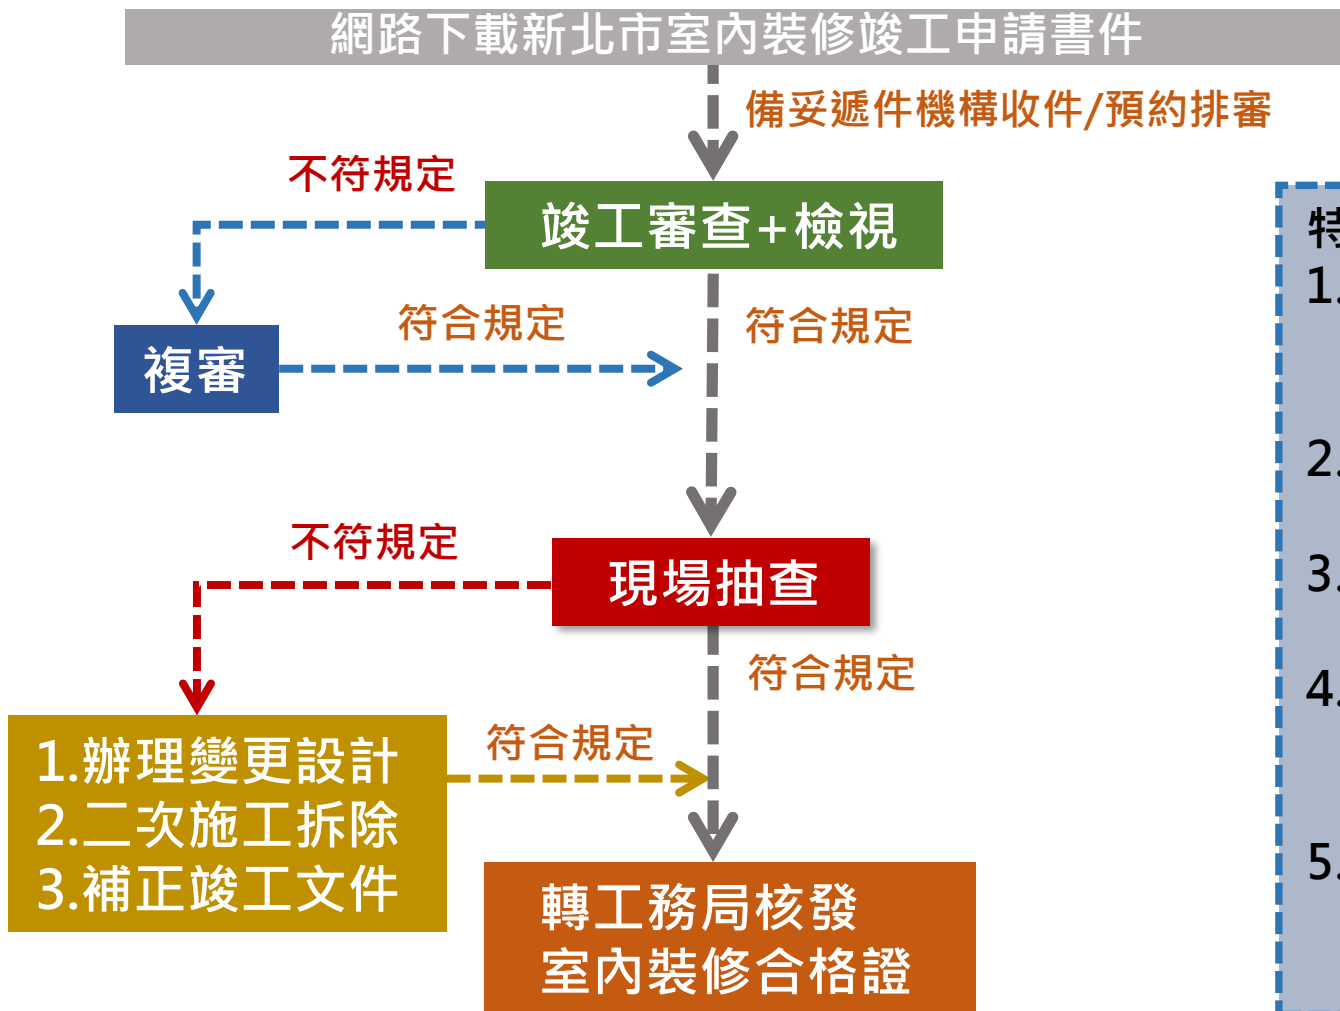 網路下載新北市室內裝修竣工申請書件
備妥遞件機構收件/預約排審
不符規定
竣工審查+檢視
符合規定
符合規定
複審
不符規定
現場抽查
符合規定
符合規定
1.辦理變更設計
2.二次施工拆除
3.補正竣工文件
轉工務局核發
室內裝修合格證
特
1.
2.
3.
4.
5.